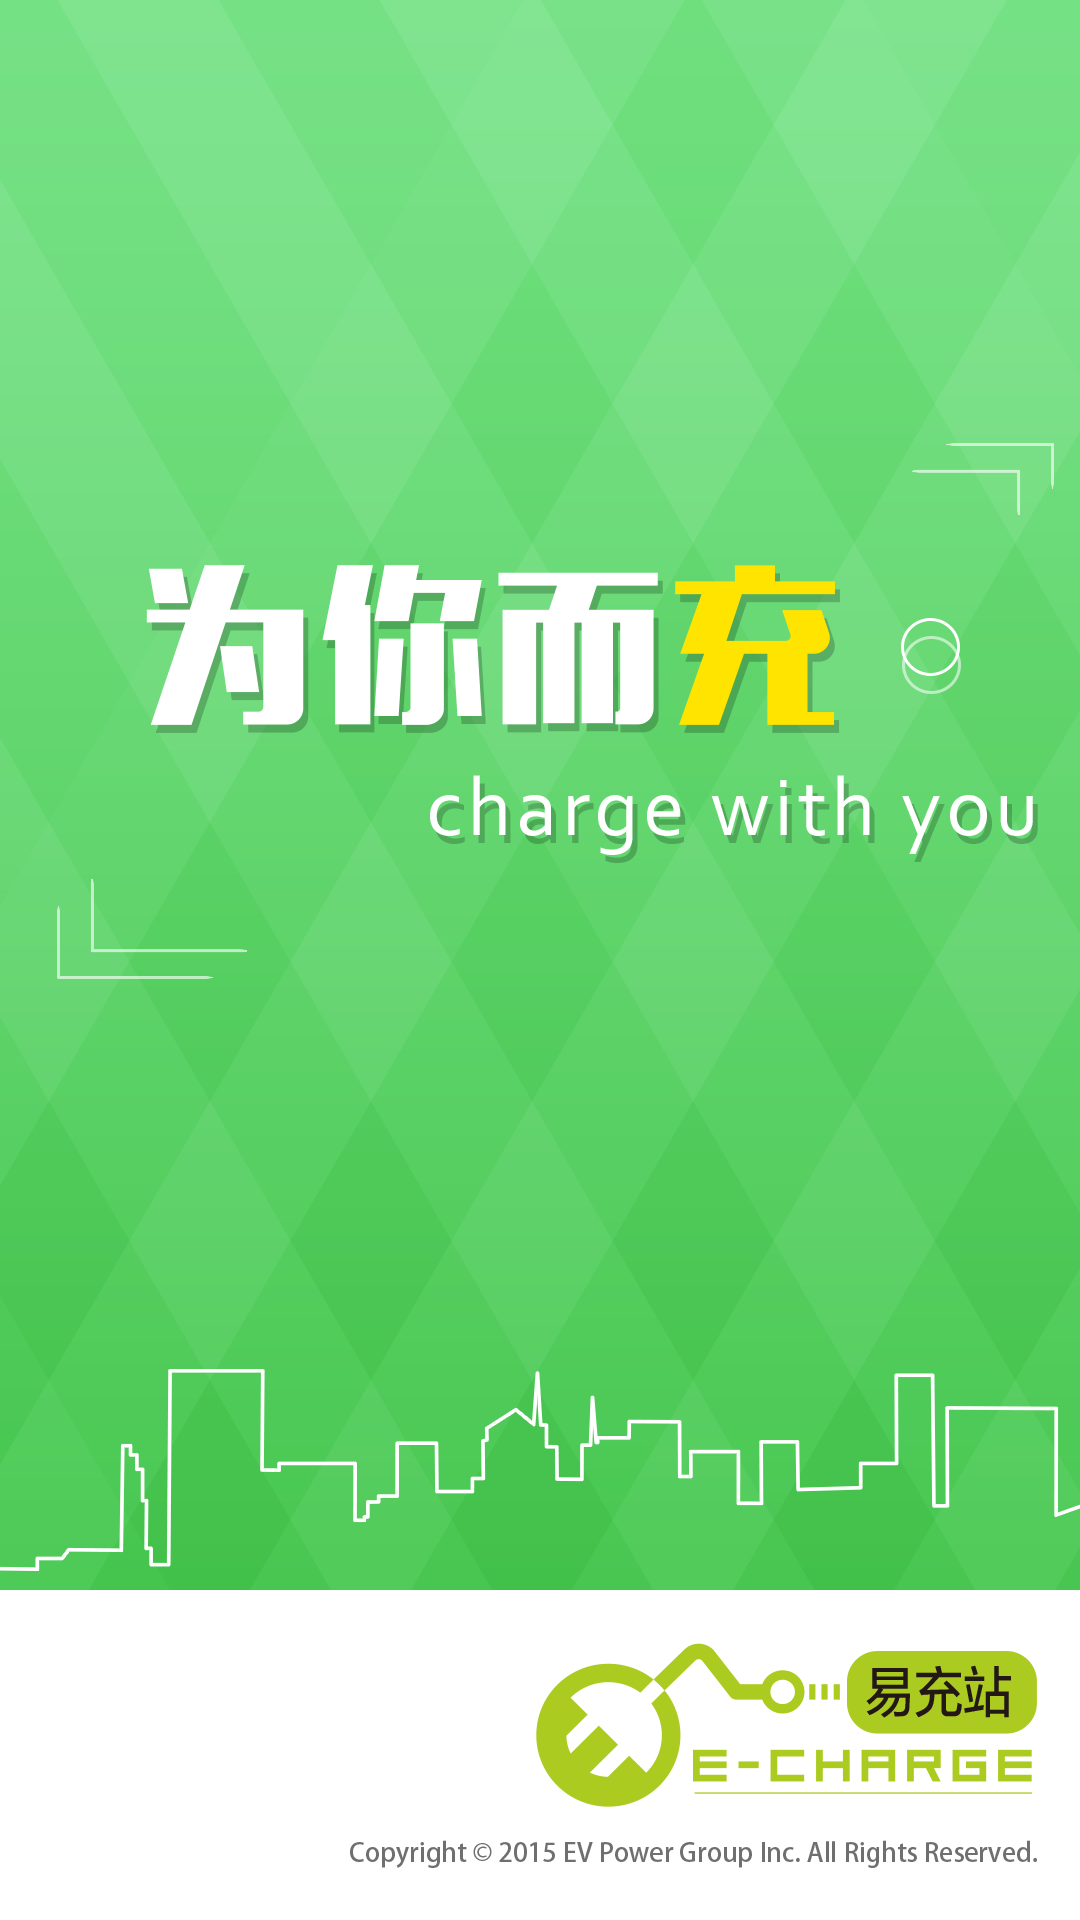 为你而充
charge with you
易充站
E-CHARGE
Copyright © 2015 EV Power Group Inc. All Rights Reserved.